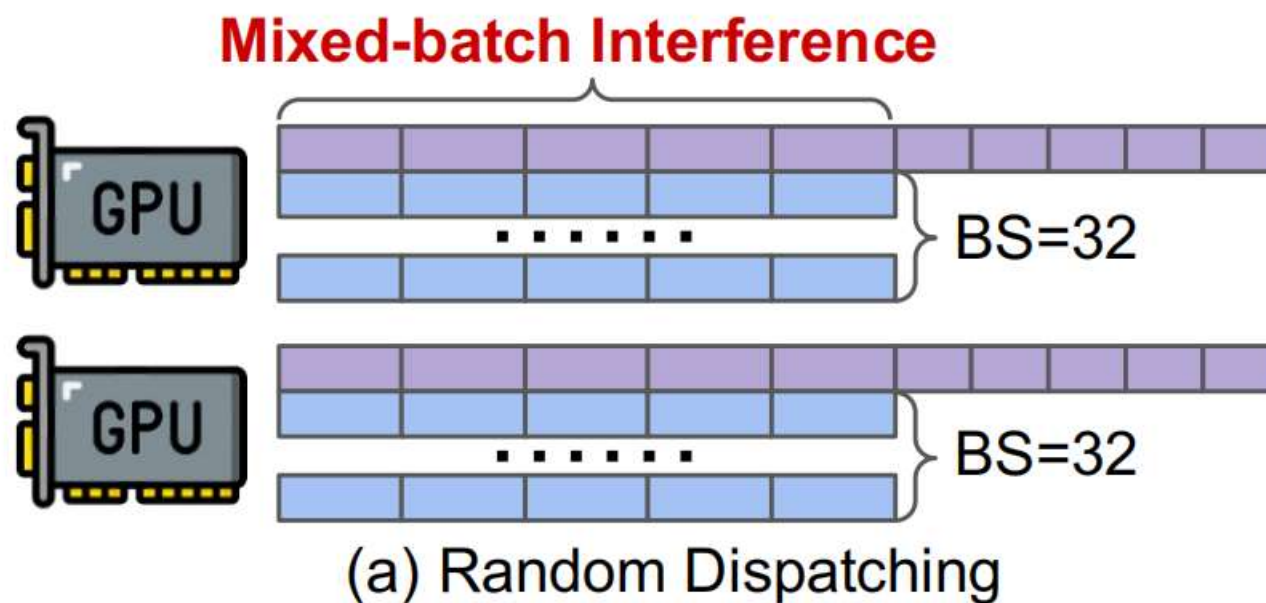 Mixed-batch Interference
GPU
BS=32
GPU
BS=32
(a) Random Dispatching